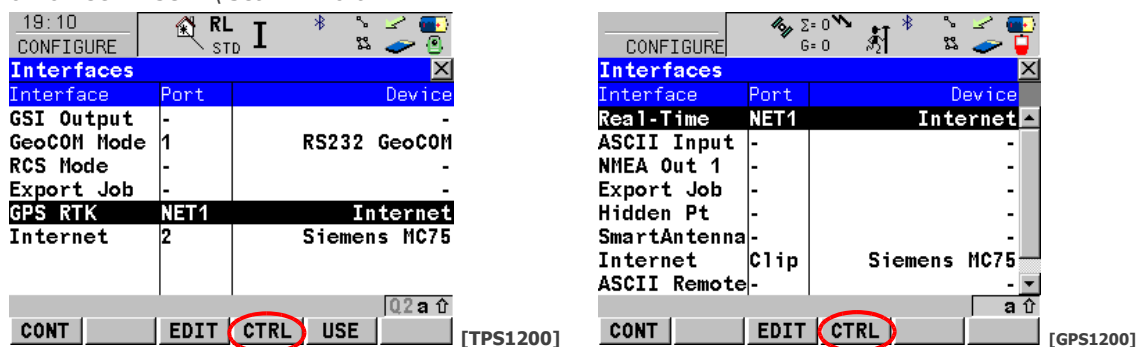 19:10
CONFIGURE
RL
STD
Interfaces
Interface Port Device
GSI Output - -
GeoCOM Mode 1 RS232 GeoCOM
RCS Mode - -
Export Job - -
GPS RTK NET1 Internet
Internet 2 Siemens MC75
Q2 a ⇧
CONT EDIT CTRL USE
[TPS1200]
CONFIGURE
Σ= 0
G= 0
Interfaces
Interface Port Device
Real-Time NET1 Internet
ASCII Input - -
NMEA Out 1 - -
Export Job - -
Hidden Pt - -
SmartAntenna - -
Internet Clip Siemens MC75
ASCII Remote - -
a ⇧
CONT EDIT CTRL
[GPS1200]